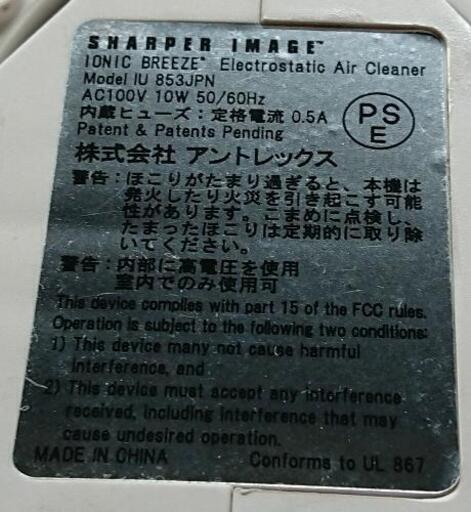 SHARPER IMAGE™
IONIC BREEZE® Electrostatic Air Cleaner
Model IU 853JPN
AC100V 10W 50/60Hz
内蔵ヒューズ：定格電流 0.5A
Patent & Patents Pending
PS
E
株式会社 アントレックス
警告：ほこりがたまり過ぎると、本機は
発火したり火災を引き起こす可能
性があります。こまめに点検し、
たまったほこりは定期的に取り除
いてください。
警告：内部に高電圧を使用
室内でのみ使用可
This device complies with part 15 of the FCC rules.
Operation is subject to the following two conditions:
1) This device many not cause harmful
interference, and
2) This device must accept any interference
received, including interference that may
cause undesired operation.
MADE IN CHINA Conforms to UL 867